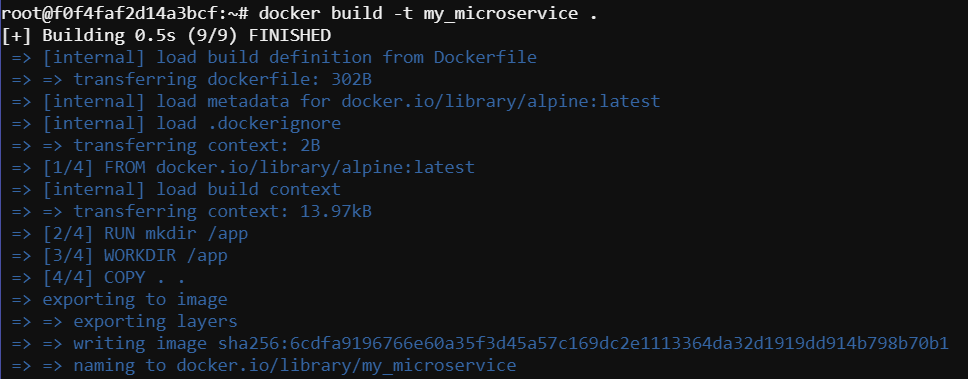 root@f0f4faf2d14a3bcf:~# docker build -t my_microservice .
[+] Building 0.5s (9/9) FINISHED
=> [internal] load build definition from Dockerfile
=> => transferring dockerfile: 302B
=> [internal] load metadata for docker.io/library/alpine:latest
=> [internal] load .dockerignore
=> => transferring context: 2B
=> [1/4] FROM docker.io/library/alpine:latest
=> [internal] load build context
=> => transferring context: 13.97kB
=> [2/4] RUN mkdir /app
=> [3/4] WORKDIR /app
=> [4/4] COPY . .
=> exporting to image
=> => exporting layers
=> => writing image sha256:6cdfa9196766e60a35f3d45a57c169dc2e1113364da32d1919dd914b798b70b1
=> => naming to docker.io/library/my_microservice